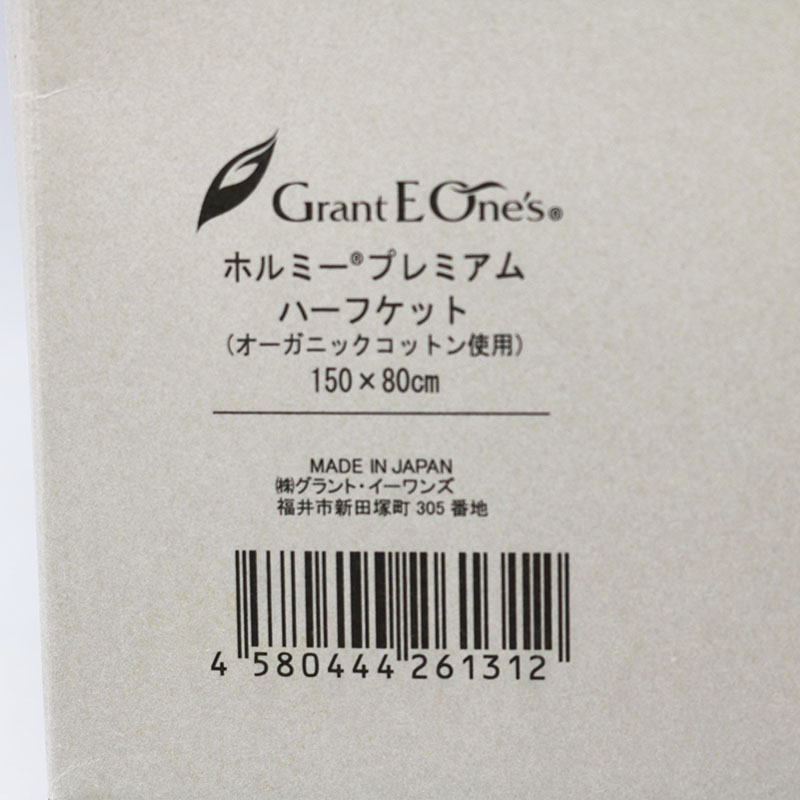 Grant E One's®
ホルミー®プレミアム
ハーフケット
(オーガニックコットン使用)
150×80cm
MADE IN JAPAN
㈱グラント・イーワンズ
福井市新田塚町 305 番地
4 580444 261312